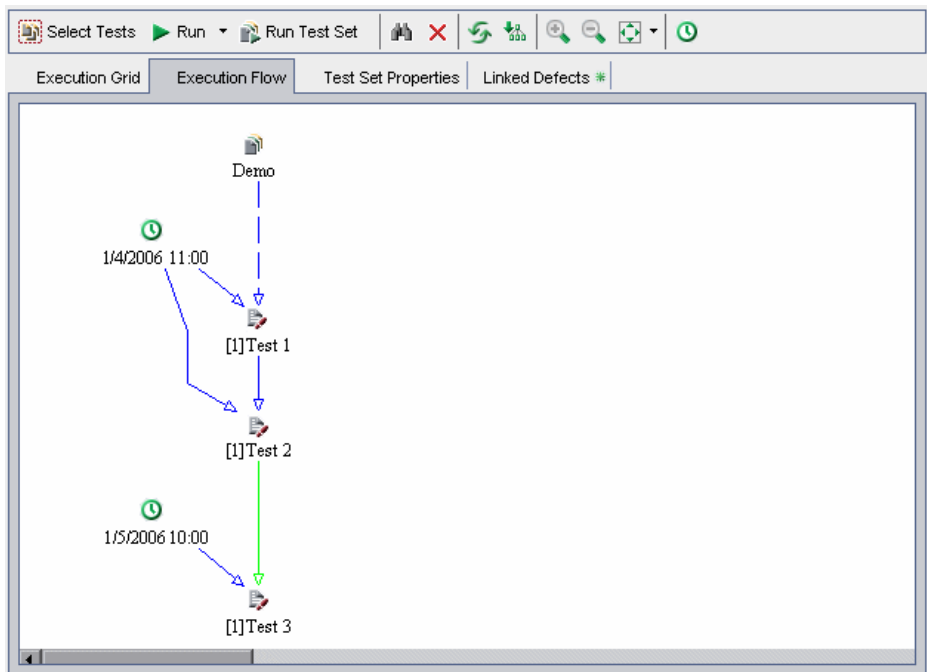 Select Tests Run Run Test Set
Execution Grid Execution Flow Test Set Properties Linked Defects *
Demo
1/4/2006 11:00
[1]Test 1
[1]Test 2
1/5/2006 10:00
[1]Test 3